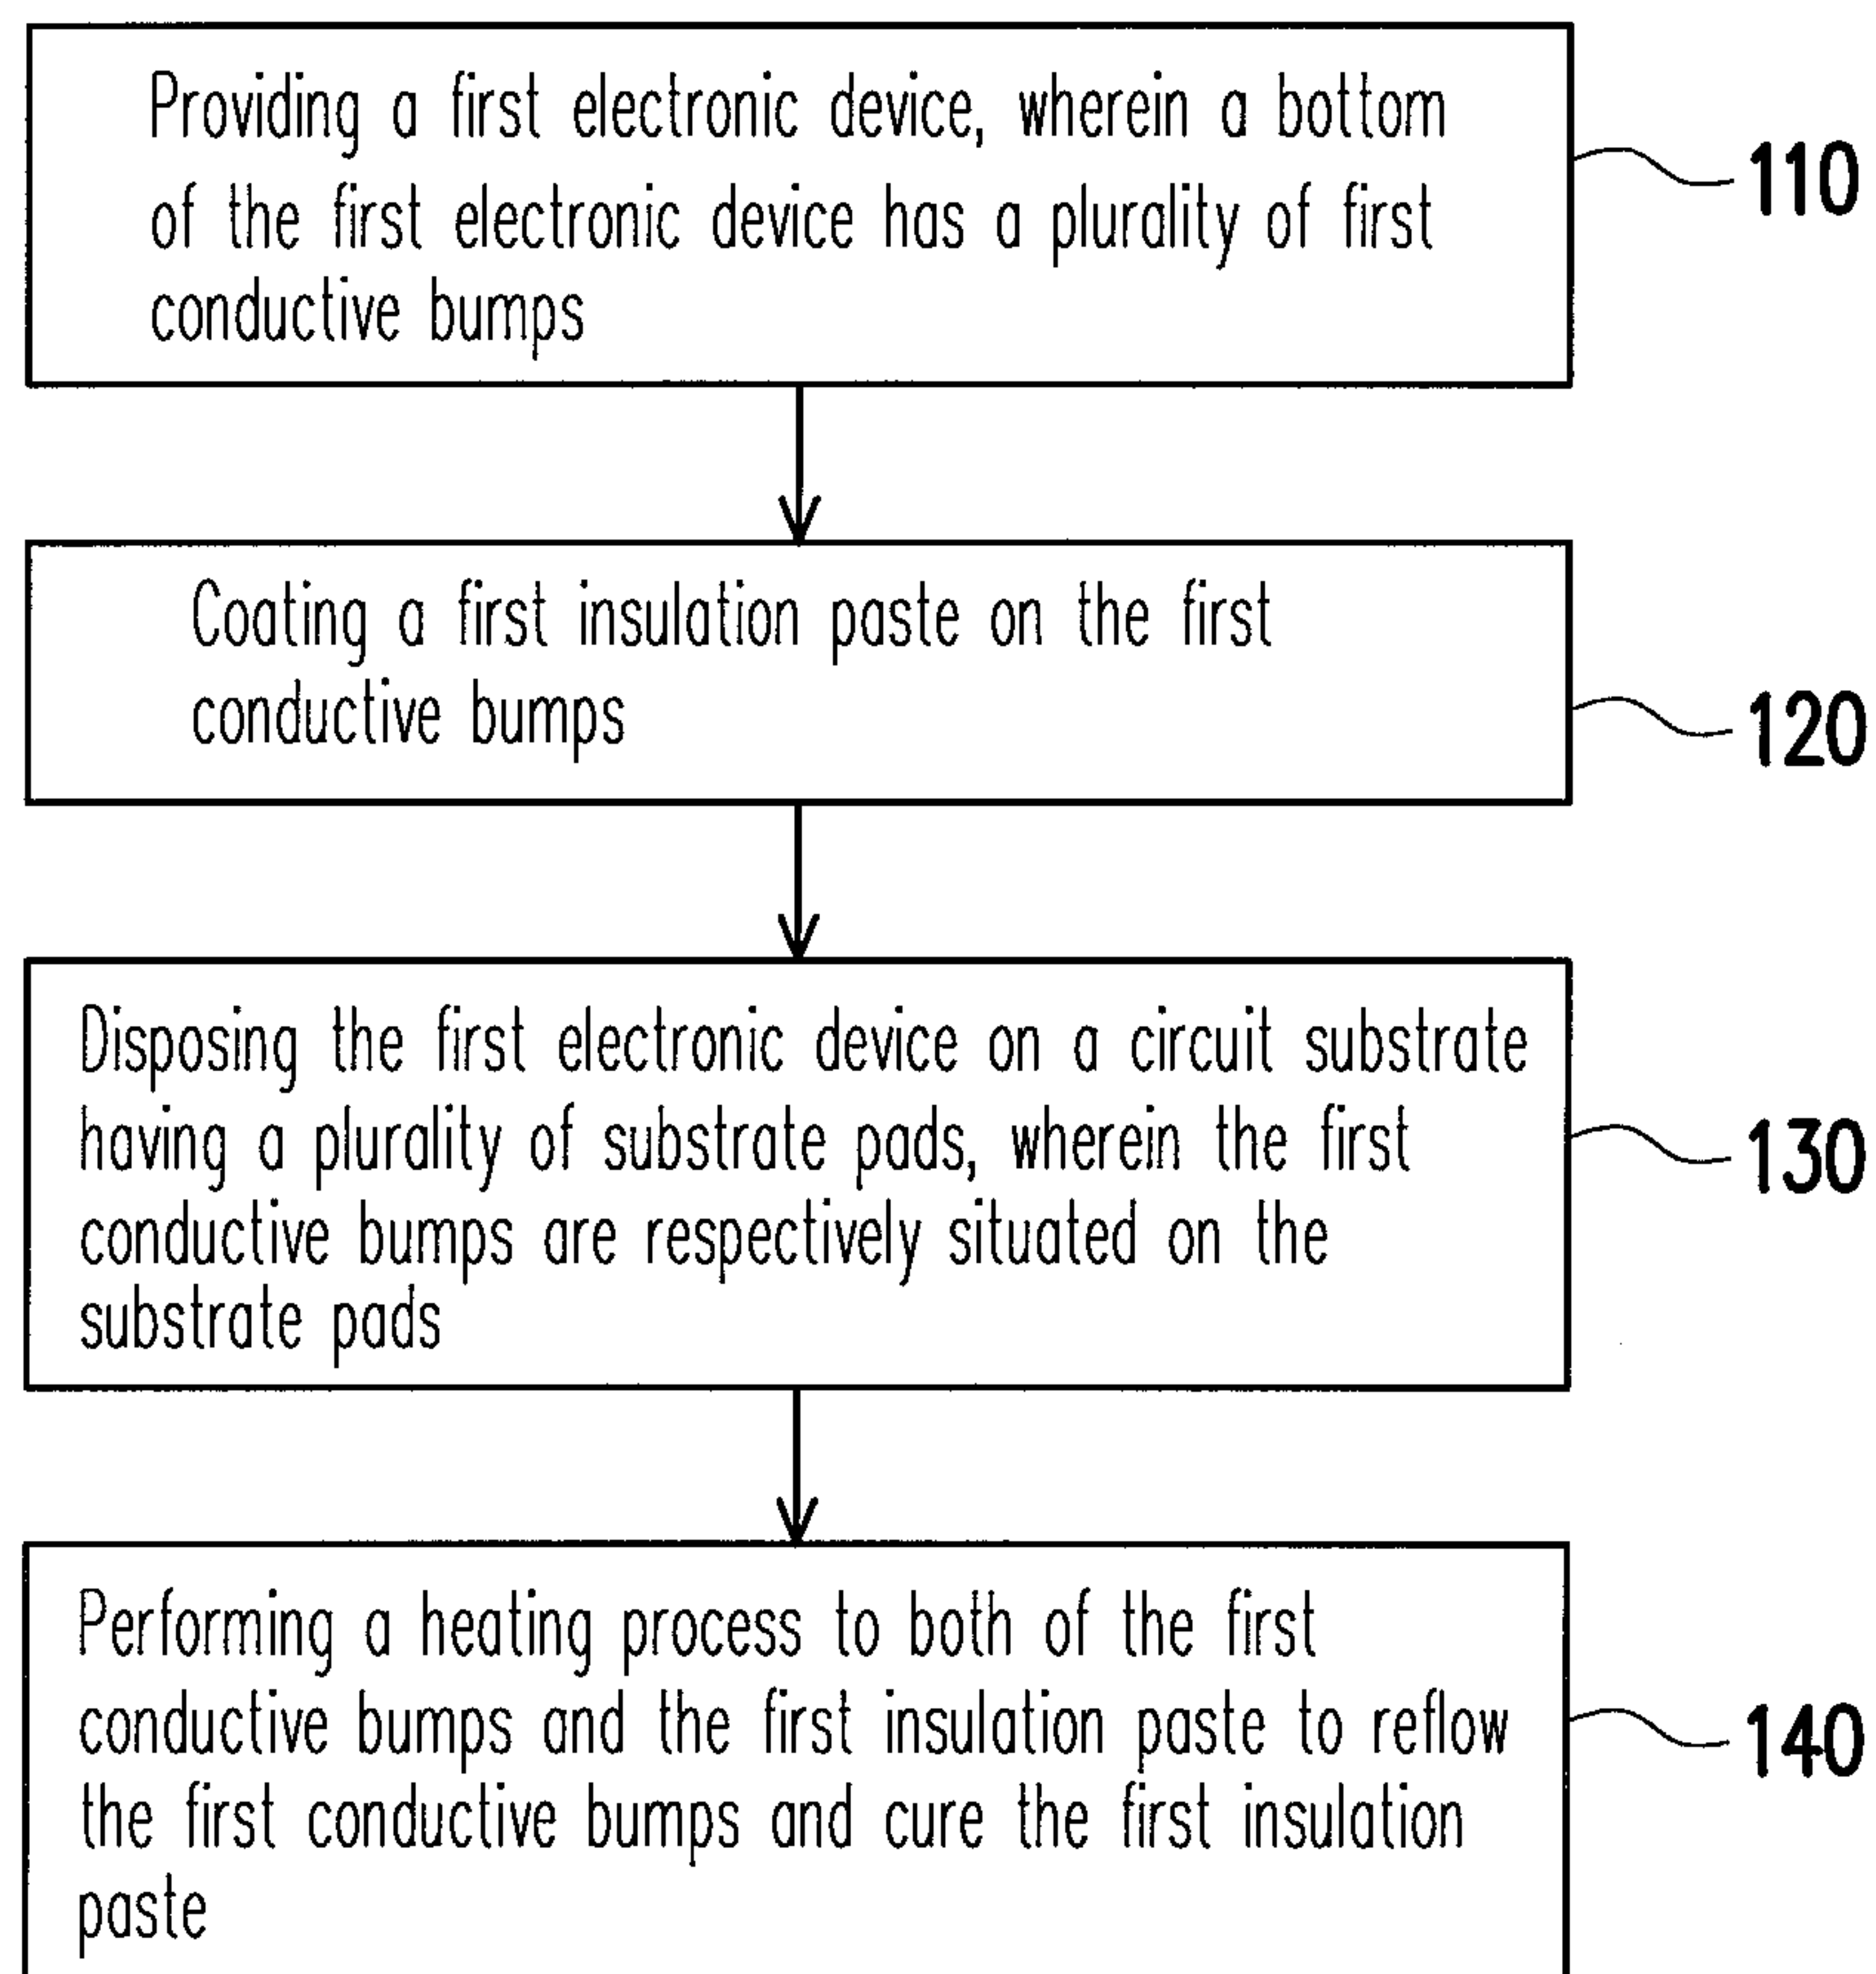 Providing a first electronic device, wherein a bottom
of the first electronic device has a plurality of first
conductive bumps
110
Coating a first insulation paste on the first
conductive bumps
120
Disposing the first electronic device on a circuit substrate
having a plurality of substrate pads, wherein the first
conductive bumps are respectively situated on the
substrate pads
130
Performing a heating process to both of the first
conductive bumps and the first insulation paste to reflow
the first conductive bumps and cure the first insulation
paste
140